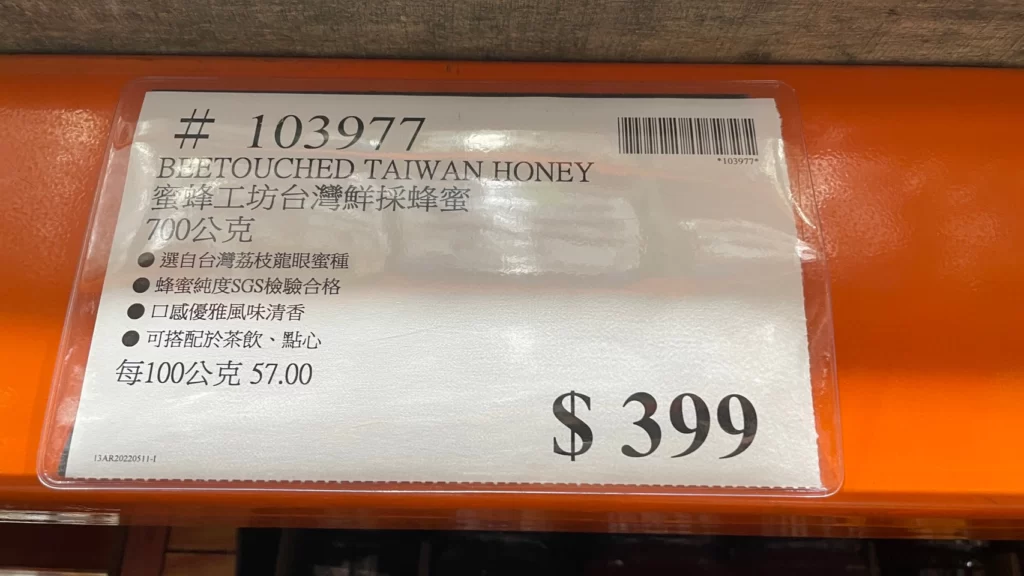 # 103977
*103977*
BEETOUCHED TAIWAN HONEY
蜜蜂工坊台灣鮮採蜂蜜
700公克
● 選自台灣荔枝龍眼蜜種
● 蜂蜜純度SGS檢驗合格
● 口感優雅風味清香
● 可搭配於茶飲、點心
每100公克 57.00
$ 399
13AR20220511-1